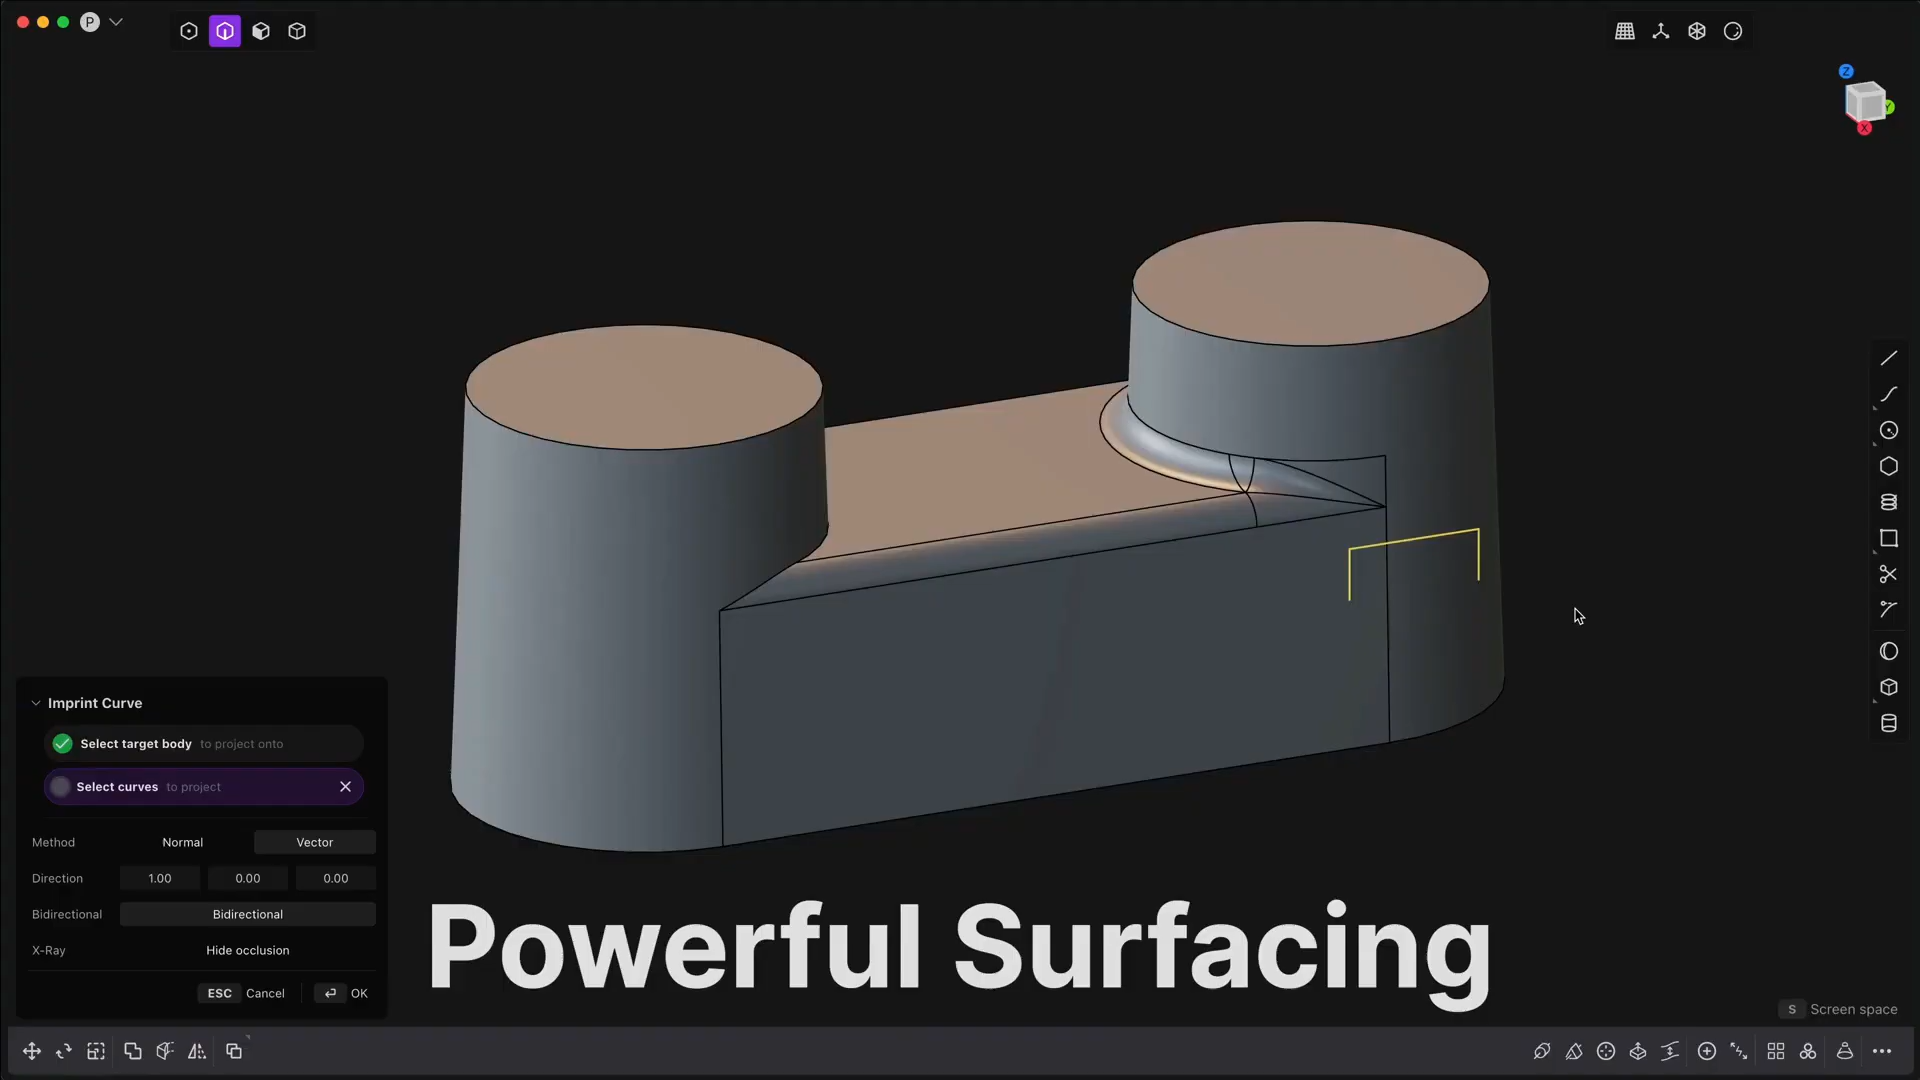 P
Z
Y
X
Imprint Curve
Select target body to project onto
Select curves to project
Method Normal Vector
Direction 1.00 0.00 0.00
Bidirectional Bidirectional
X-Ray Hide occlusion
ESC Cancel OK
Powerful Surfacing
S Screen space